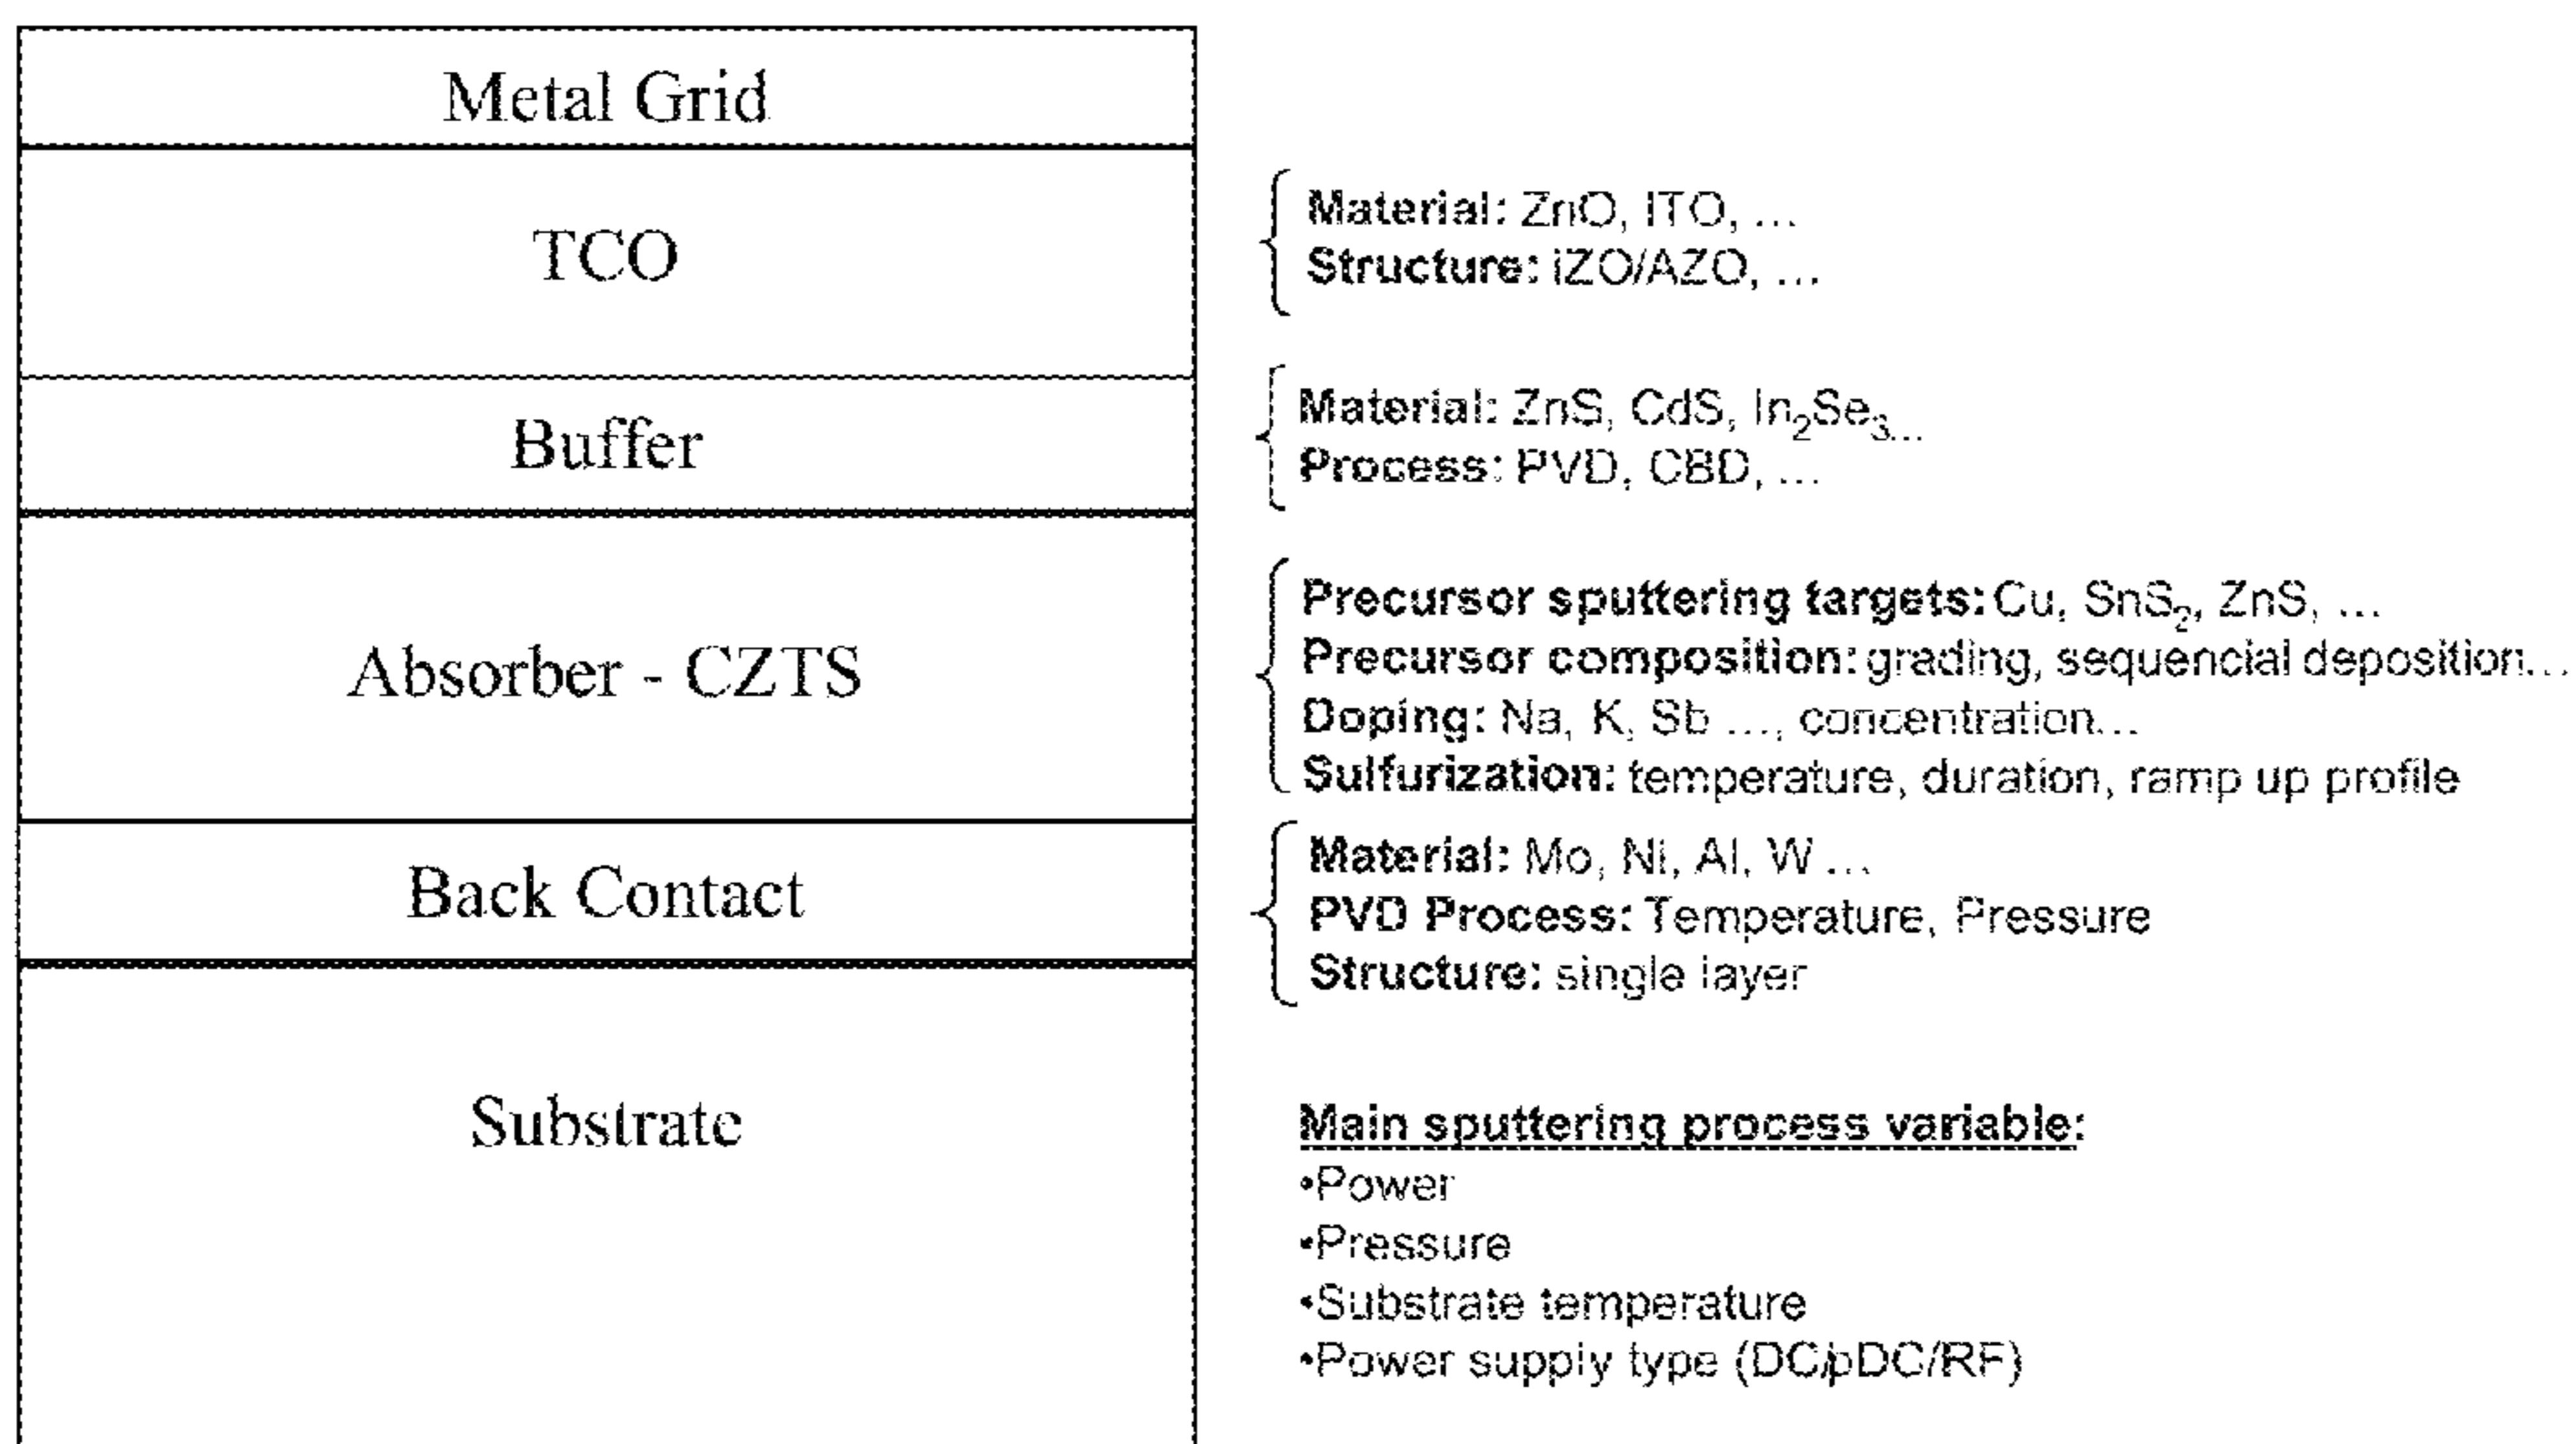 Metal Grid
TCO
Material: ZnO, ITO, ...
Structure: iZO/AZO, ...
Buffer
Material: ZnS, CdS, In₂Se₃...
Process: PVD, CBD, ...
Absorber - CZTS
Precursor sputtering targets: Cu, SnS₂, ZnS, ...
Precursor composition: grading, sequencial deposition...
Doping: Na, K, Sb ..., concentration...
Sulfurization: temperature, duration, ramp up profile
Back Contact
Material: Mo, Ni, Al, W ...
PVD Process: Temperature, Pressure
Structure: single layer
Substrate
Main sputtering process variable:
•Power
•Pressure
•Substrate temperature
•Power supply type (DC/pDC/RF)